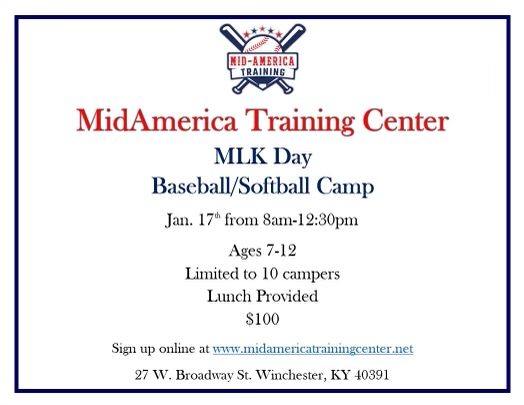 MID-AMERICA
TRAINING
MidAmerica Training Center
MLK Day
Baseball/Softball Camp
Jan. 17th from 8am-12:30pm
Ages 7-12
Limited to 10 campers
Lunch Provided
$100
Sign up online at www.midamericatrainingcenter.net
27 W. Broadway St. Winchester, KY 40391